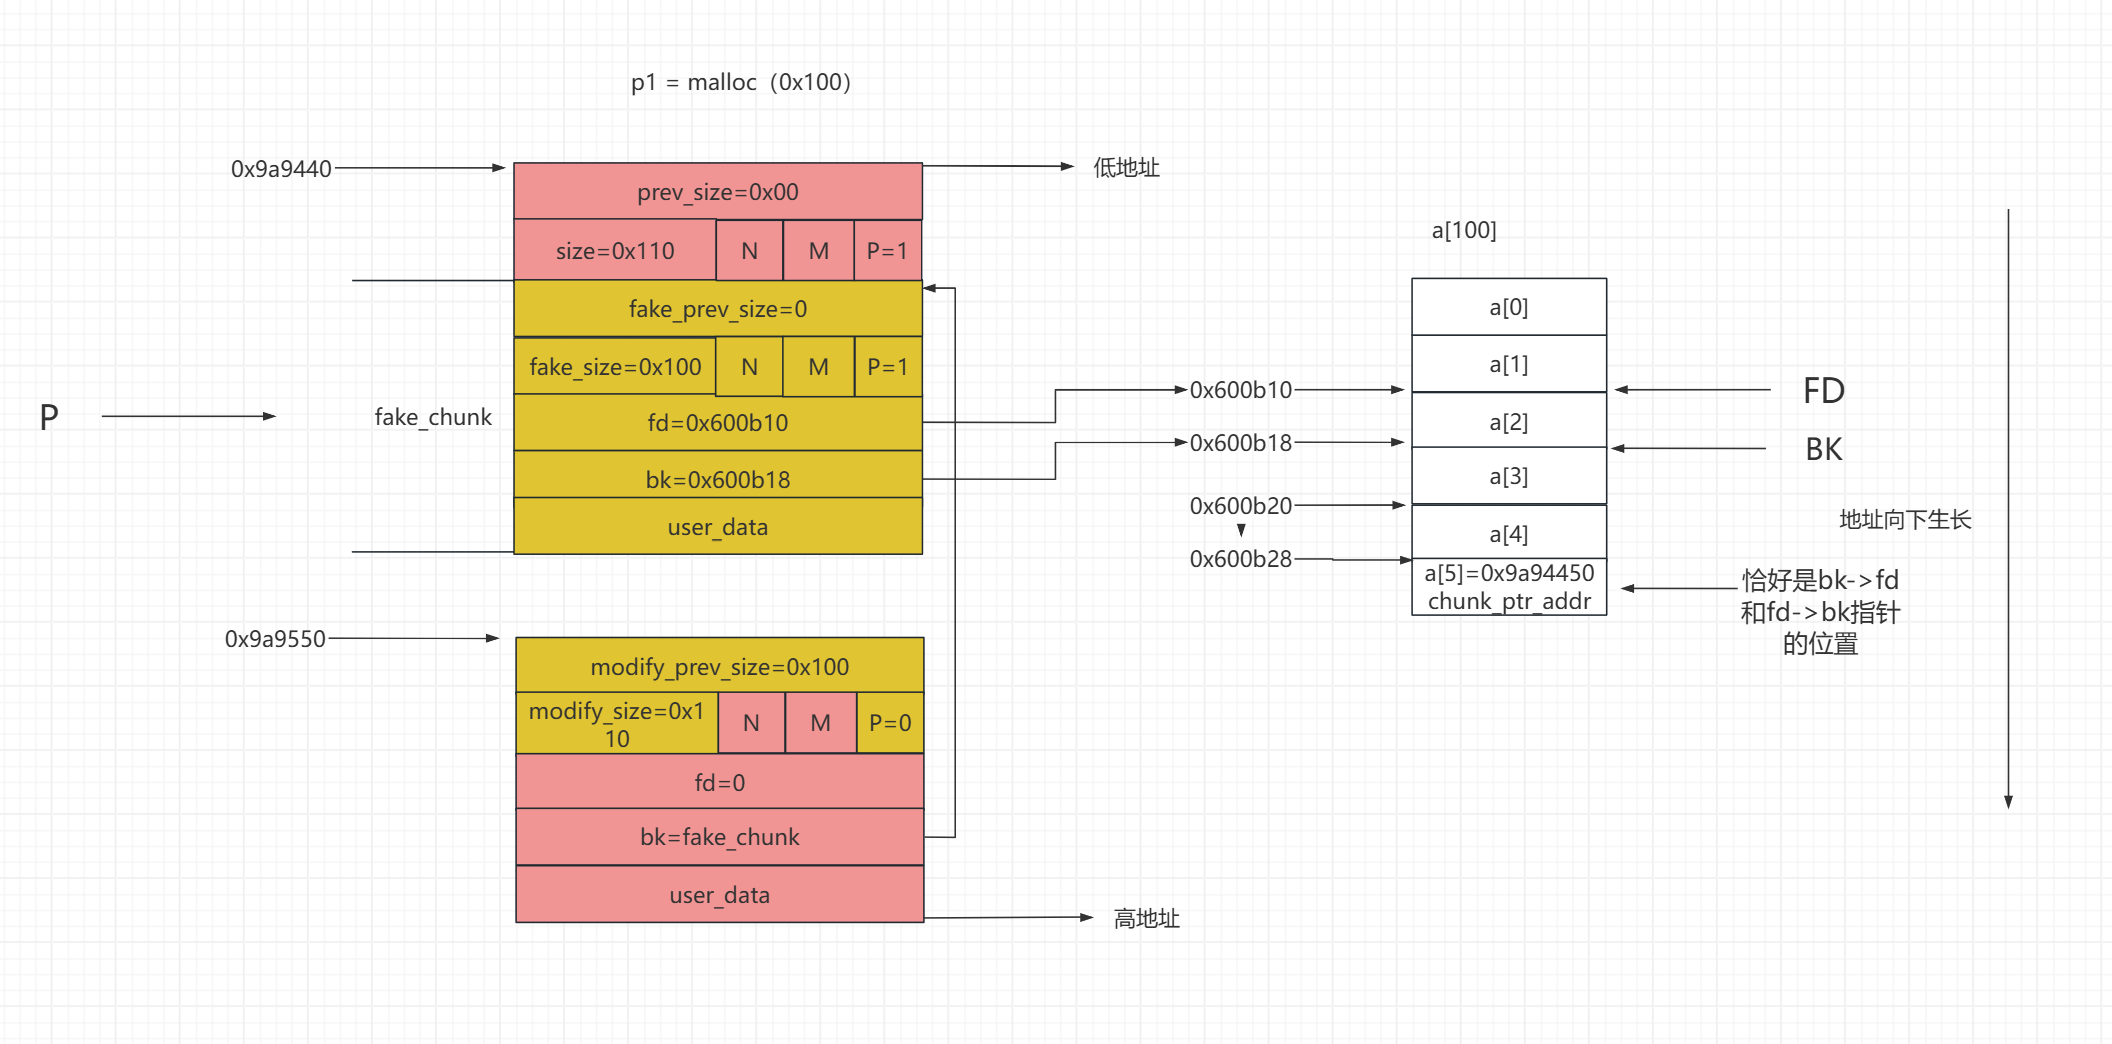 p1 = malloc（0x100）
0x9a9440
prev_size=0x00
低地址
size=0x110
N
M
P=1
fake_prev_size=0
fake_size=0x100
N
M
P=1
P
fake_chunk
fd=0x600b10
bk=0x600b18
user_data
a[100]
a[0]
a[1]
0x600b10
FD
a[2]
0x600b18
BK
a[3]
0x600b20
a[4]
地址向下生长
0x600b28
a[5]=0x9a94450
chunk_ptr_addr
恰好是bk->fd
和fd->bk指针
的位置
0x9a9550
modify_prev_size=0x100
modify_size=0x1
10
N
M
P=0
fd=0
bk=fake_chunk
user_data
高地址